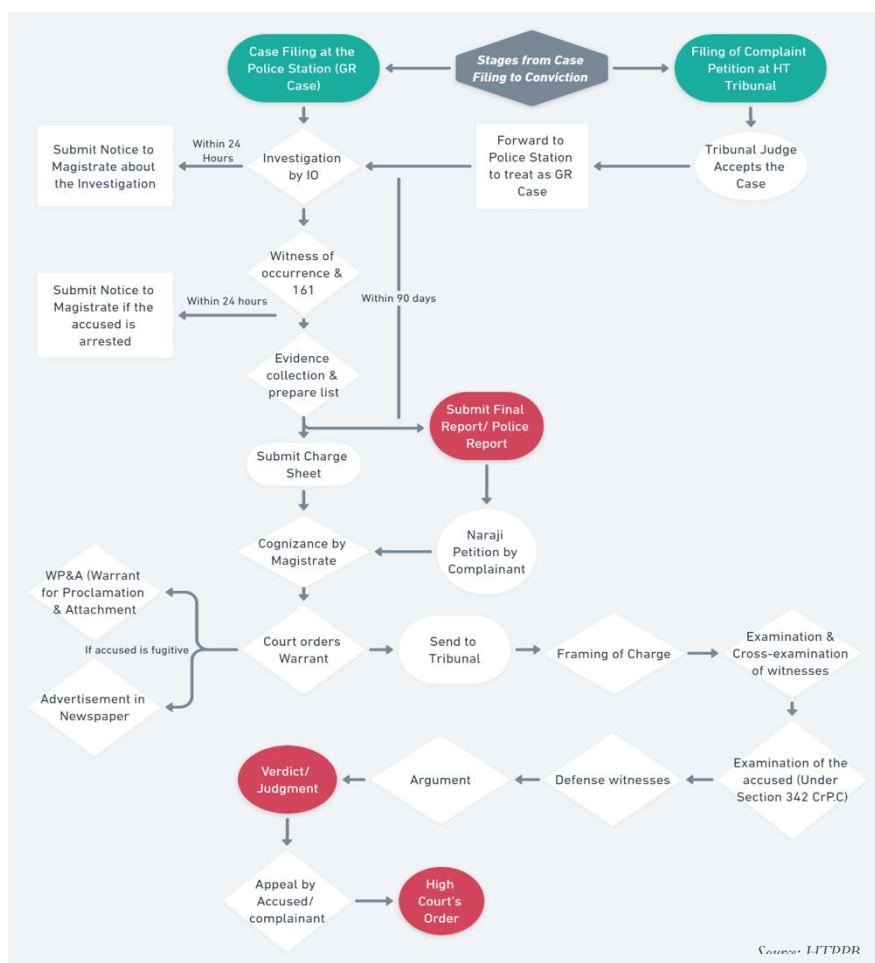 Case Filing at the
Police Station (GR
Case)
Stages from Case
Filing to Conviction
Filing of Complaint
Petition at HT
Tribunal
Submit Notice to
Magistrate about
the Investigation
Within 24
Hours
Investigation
by IO
Forward to
Police Station
to treat as GR
Case
Tribunal Judge
Accepts the
Case
Witness of
occurrence &
161
Submit Notice to
Magistrate if the
accused is
arrested
Within 24 hours
Within 90 days
Evidence
collection &
prepare list
Submit Final
Report/ Police
Report
Submit Charge
Sheet
Cognizance by
Magistrate
Naraji
Petition by
Complainant
WP&A (Warrant
for Proclamation
& Attachment
If accused is fugitive
Advertisement in
Newspaper
Court orders
Warrant
Send to
Tribunal
Framing of Charge
Examination &
Cross-examination
of witnesses
Verdict/
Judgment
Argument
Defense witnesses
Examination of the
accused (Under
Section 342 CrP.C)
Appeal by
Accused/
complainant
High
Court's
Order
Source: HTPPB